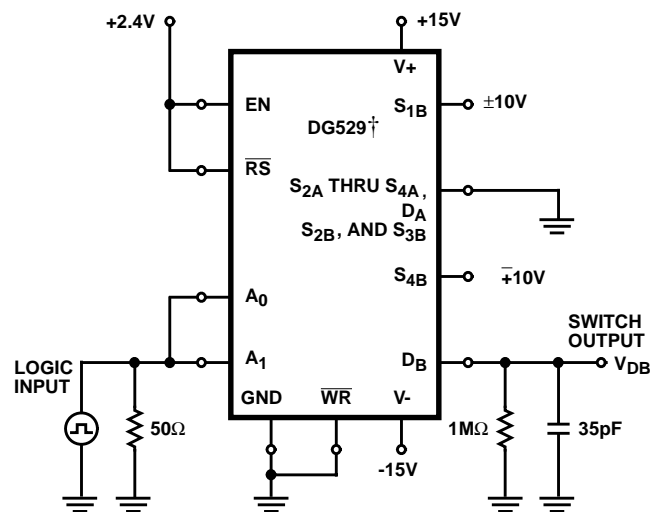 +2.4V
+15V
V+
EN
S1B
±10V
DG529†
RS
S2A THRU S4A,
DA
S2B, AND S3B
S4B
∓10V
A0
SWITCH
OUTPUT
LOGIC
INPUT
A1
DB
VDB
GND
WR
V-
50Ω
1MΩ
35pF
-15V